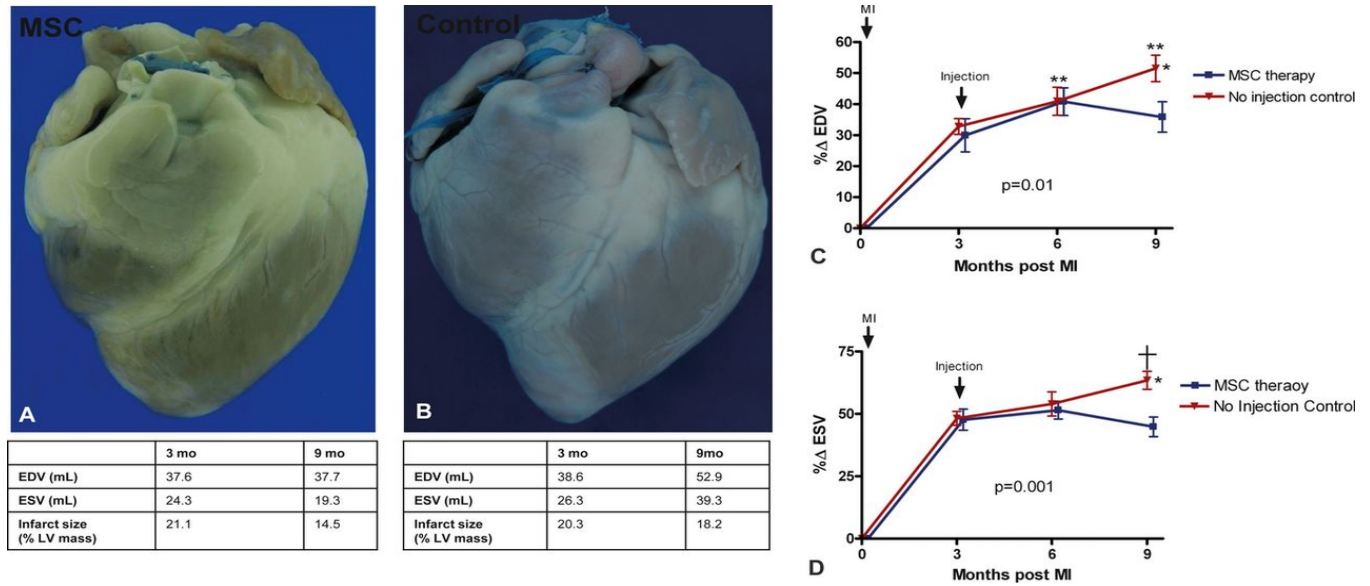 MSC
A
3 mo 9 mo
EDV (mL) 37.6 37.7
ESV (mL) 24.3 19.3
Infarct size
(% LV mass) 21.1 14.5
Control
B
3 mo 9mo
EDV (mL) 38.6 52.9
ESV (mL) 26.3 39.3
Infarct size
(% LV mass) 20.3 18.2
MI
60
50
40
30
20
10
0
%Δ EDV
Injection
**
**
*
p=0.01
0 3 6 9
Months post MI
C
MSC therapy
No injection control
MI
75
50
25
0
%Δ ESV
Injection
┼
*
p=0.001
0 3 6 9
Months post MI
D
MSC theraoy
No Injection Control